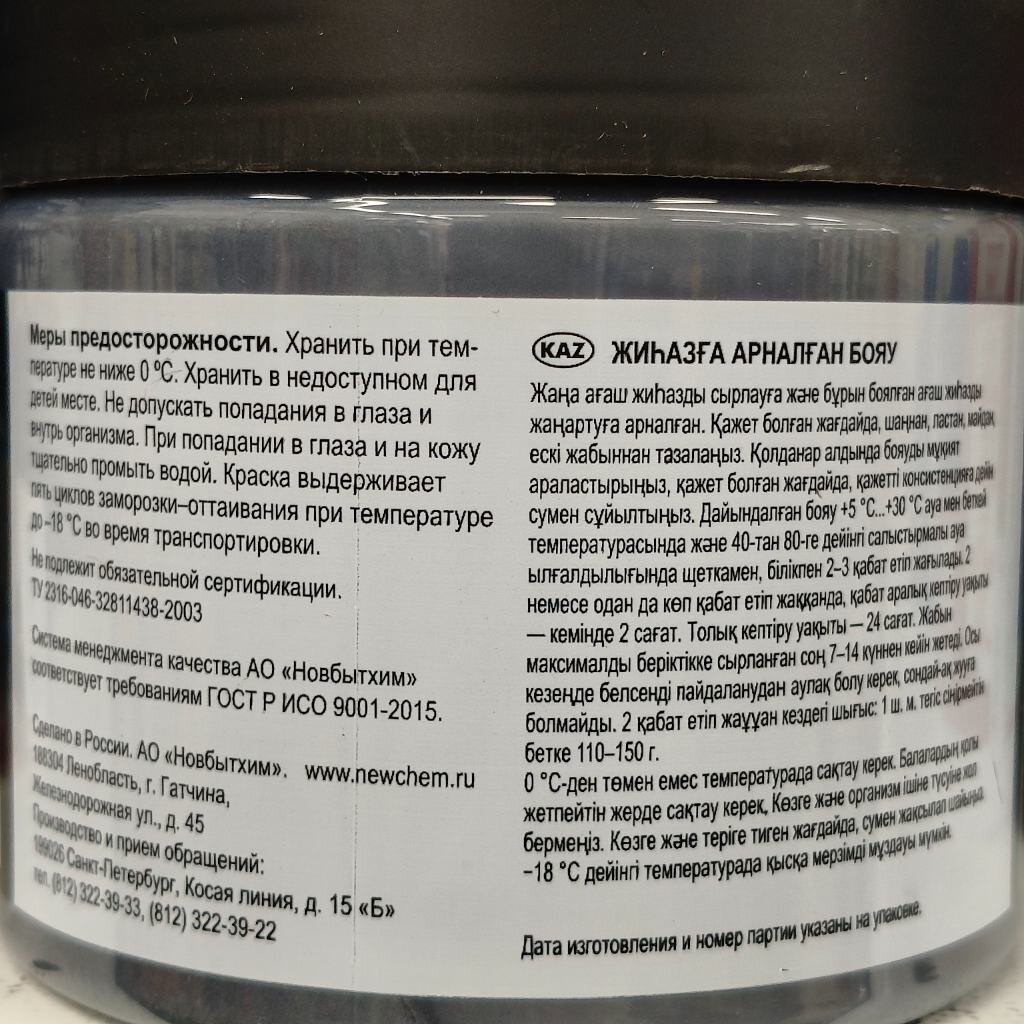 Меры предосторожности. Хранить при тем-
пературе не ниже 0 °С. Хранить в недоступном для
детей месте. Не допускать попадания в глаза и
внутрь организма. При попадании в глаза и на кожу
тщательно промыть водой. Краска выдерживает
пять циклов заморозки–оттаивания при температуре
до –18 °С во время транспортировки.
Не подлежит обязательной сертификации.
ТУ 2316-046-32811438-2003
Система менеджмента качества АО «Новбытхим»
соответствует требованиям ГОСТ Р ИСО 9001-2015.
Сделано в России. АО «Новбытхим». www.newchem.ru
188304 Ленобласть, г. Гатчина,
Железнодорожная ул., д. 45
Производство и прием обращений:
199026 Санкт-Петербург, Косая линия, д. 15 «Б»
тел. (812) 322-39-33, (812) 322-39-22
KAZ ЖИҺАЗҒА АРНАЛҒАН БОЯУ
Жаңа ағаш жиһазды сырлауға және бұрын боялған ағаш жиһазды
жаңартуға арналған. Қажет болған жағдайда, шаңнан, ластан, майдан,
ескі жабыннан тазалаңыз. Қолданар алдында бояуды мұқият
араластырыңыз, қажет болған жағдайда, қажетті консистенцияға дейін
сумен сұйылтыңыз. Дайындалған бояу +5 °С...+30 °С ауа мен беткей
температурасында және 40-тан 80-ге дейінгі салыстырмалы ауа
ылғалдылығында щеткамен, білікпен 2–3 қабат етіп жағылады. 2
немесе одан да көп қабат етіп жаққанда, қабат аралық кептіру уақыты
— кемінде 2 сағат. Толық кептіру уақыты — 24 сағат. Жабын
максималды беріктікке сырланған соң 7–14 күннен кейін жетеді. Осы
кезеңде белсенді пайдаланудан аулақ болу керек, сондай-ақ жууға
болмайды. 2 қабат етіп жаұұан кездегі шығыс: 1 ш. м. тегіс сіңірмейтін
бетке 110–150 г.
0 °С-ден төмен емес температурада сақтау керек. Балалардың қолы
жетпейтін жерде сақтау керек. Көзге және организм ішіне түсуіне жол
бермеңіз. Көзге және теріге тиген жағдайда, сумен жақсылап шайыңыз.
–18 °С дейінгі температурада қысқа мерзімді мұздауы мүмкін.
Дата изготовления и номер партии указаны на упаковке.